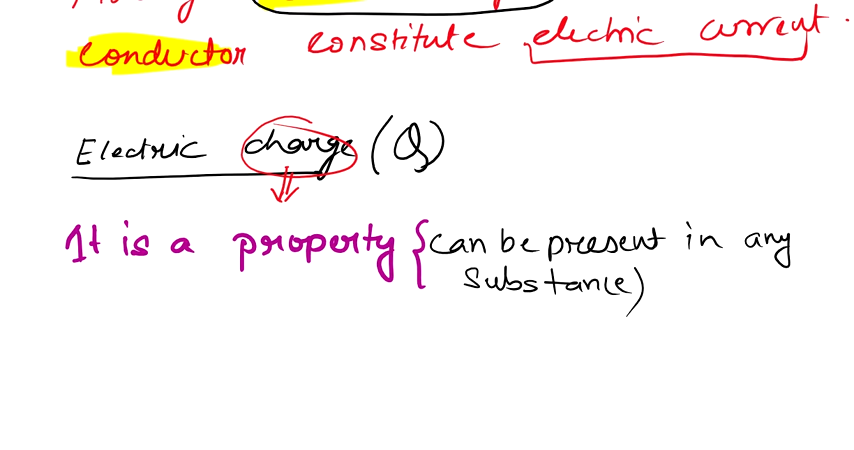 conductor constitute electric current.
Electric charge (Q)
It is a property {can be present in any
substance)